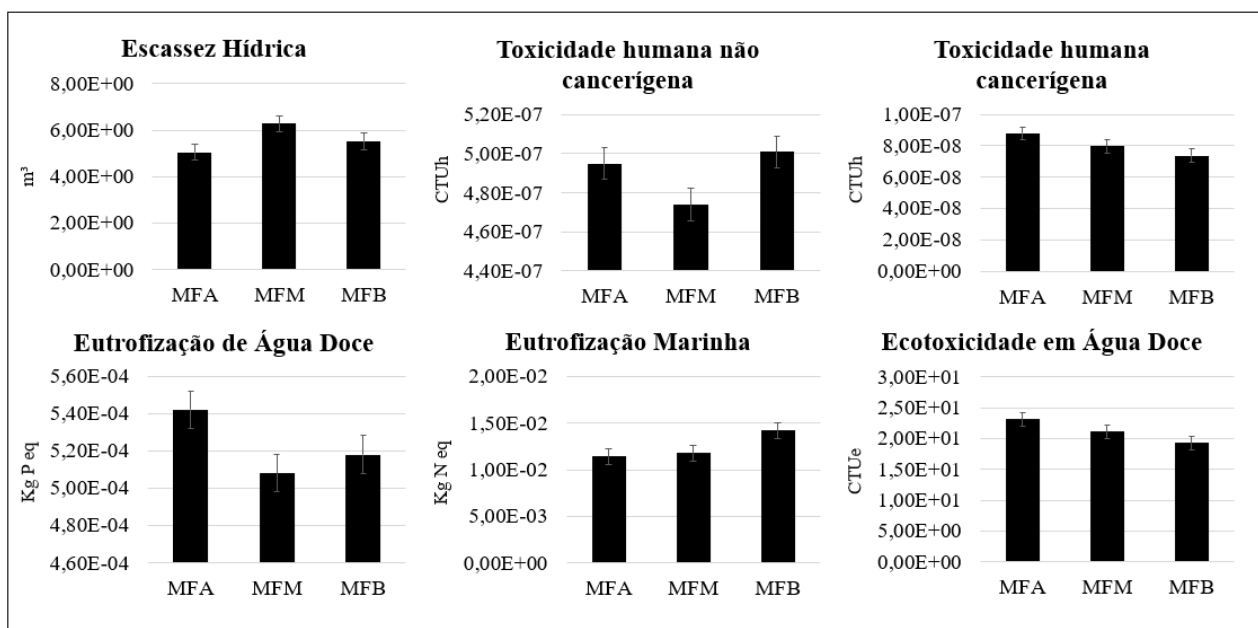 Escassez Hídrica
8,00E+00
6,00E+00
4,00E+00
2,00E+00
0,00E+00
m³
MFA MFM MFB
Toxicidade humana não
cancerígena
5,20E-07
5,00E-07
4,80E-07
4,60E-07
4,40E-07
CTUh
MFA MFM MFB
Toxicidade humana
cancerígena
1,00E-07
8,00E-08
6,00E-08
4,00E-08
2,00E-08
0,00E+00
CTUh
MFA MFM MFB
Eutrofização de Água Doce
5,60E-04
5,40E-04
5,20E-04
5,00E-04
4,80E-04
4,60E-04
Kg P eq
MFA MFM MFB
Eutrofização Marinha
2,00E-02
1,50E-02
1,00E-02
5,00E-03
0,00E+00
Kg N eq
MFA MFM MFB
Ecotoxicidade em Água Doce
3,00E+01
2,50E+01
2,00E+01
1,50E+01
1,00E+01
5,00E+00
0,00E+00
CTUe
MFA MFM MFB